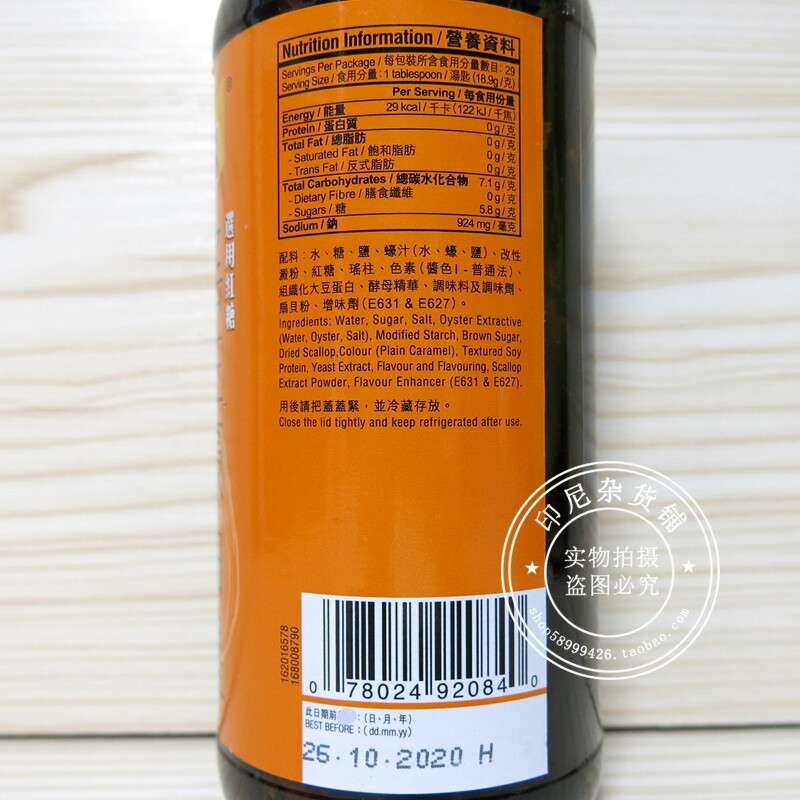 Nutrition Information / 營養資料
Servings Per Package / 每包裝所含食用分量數目: 29
Serving Size / 食用分量: 1 tablespoon / 湯匙 (18.9g/克)
Per Serving / 每食用份量
Energy / 能量 29 kcal / 千卡 (122 kJ / 千焦)
Protein / 蛋白質 0 g / 克
Total Fat / 總脂肪 0 g / 克
- Saturated Fat / 飽和脂肪 0 g / 克
- Trans Fat / 反式脂肪 0 g / 克
Total Carbohydrates / 總碳水化合物 7.1 g / 克
- Dietary Fibre / 膳食纖維 0 g / 克
- Sugars / 糖 5.8 g / 克
Sodium / 鈉 924 mg / 毫克
選用紅糖
配料:水、糖、鹽、蠔汁(水、蠔、鹽)、改性
澱粉、紅糖、瑤柱、色素(醬色I - 普通法)、
組織化大豆蛋白、酵母精華、調味料及調味劑、
扇貝粉、增味劑(E631 & E627)。
Ingredients: Water, Sugar, Salt, Oyster Extractive
(Water, Oyster, Salt), Modified Starch, Brown Sugar,
Dried Scallop,Colour (Plain Caramel), Textured Soy
Protein, Yeast Extract, Flavour and Flavouring, Scallop
Extract Powder, Flavour Enhancer (E631 & E627).
用後請把蓋蓋緊,並冷藏存放。
Close the lid tightly and keep refrigerated after use.
印尼杂货铺
实物拍摄
盗图必究
shop58999426.taobao.com
162016578
168008790
0 78024 92084 0
此日期前 : (日、月、年)
BEST BEFORE : (dd.mm.yy)
26·10·2020 H